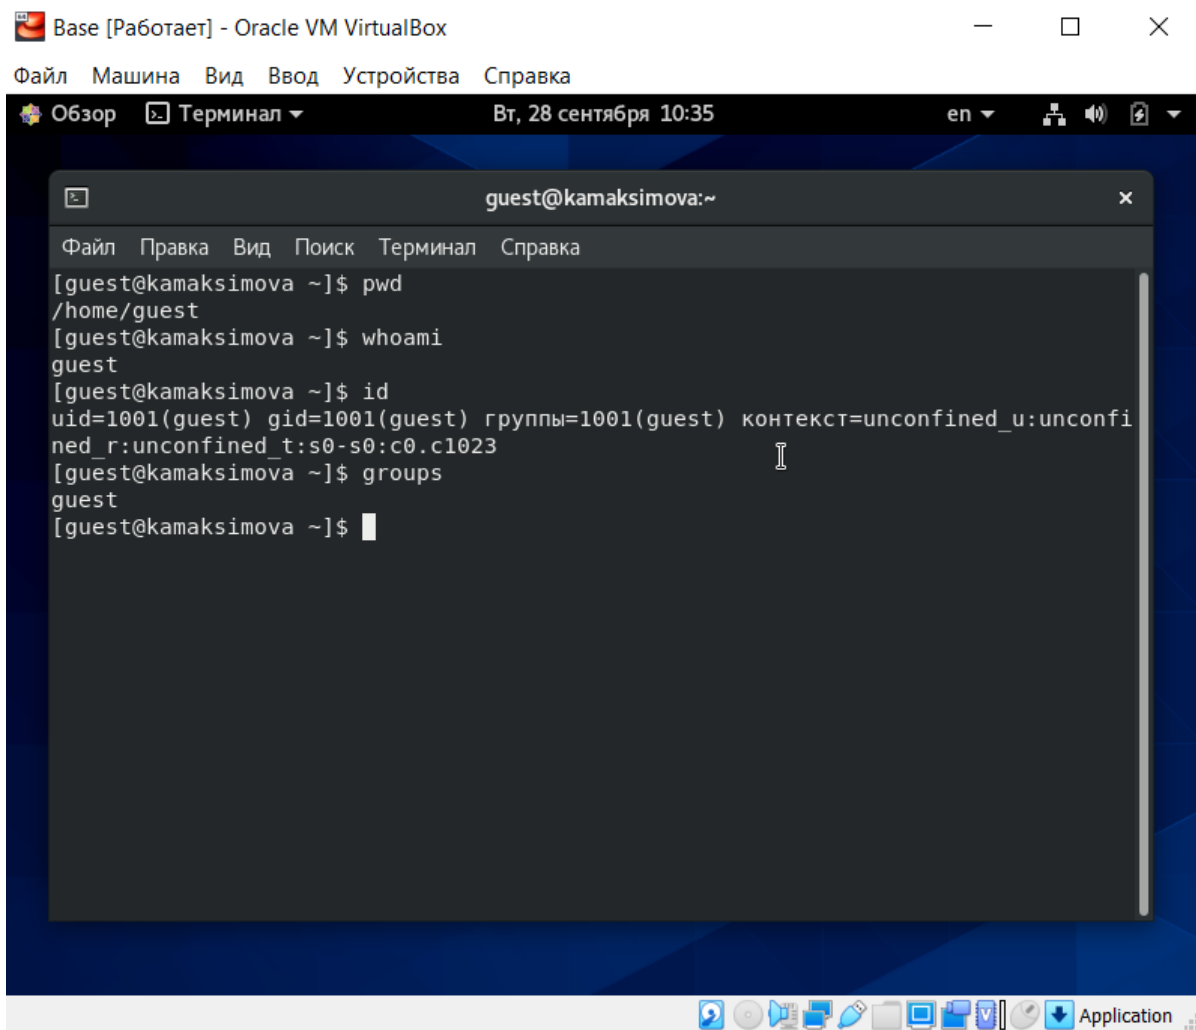 Base [Работает] - Oracle VM VirtualBox
Файл Машина Вид Ввод Устройства Справка
Обзор Терминал Вт, 28 сентября 10:35 en
guest@kamaksimova:~
Файл Правка Вид Поиск Терминал Справка
[guest@kamaksimova ~]$ pwd
/home/guest
[guest@kamaksimova ~]$ whoami
guest
[guest@kamaksimova ~]$ id
uid=1001(guest) gid=1001(guest) группы=1001(guest) контекст=unconfined_u:unconfi
ned_r:unconfined_t:s0-s0:c0.c1023
[guest@kamaksimova ~]$ groups
guest
[guest@kamaksimova ~]$
Application